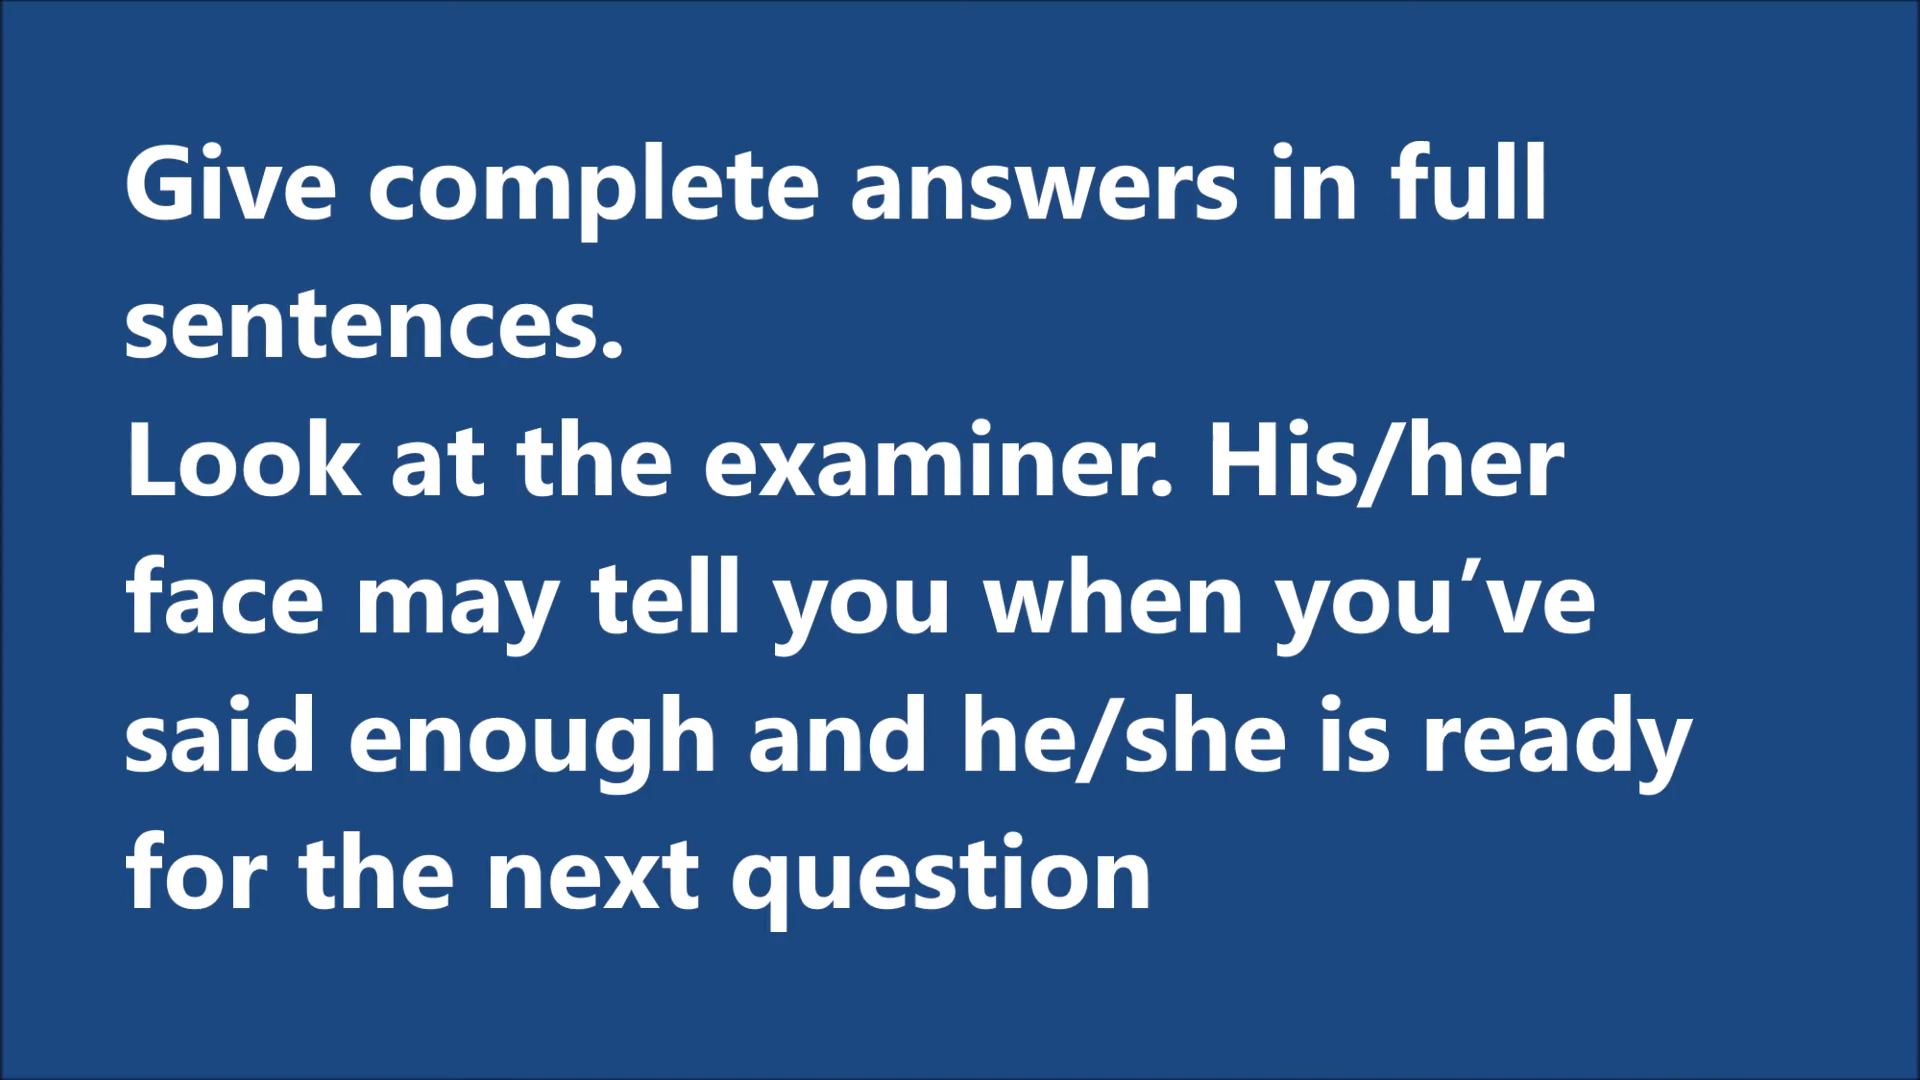 Give complete answers in full
sentences.
Look at the examiner. His/her
face may tell you when you’ve
said enough and he/she is ready
for the next question